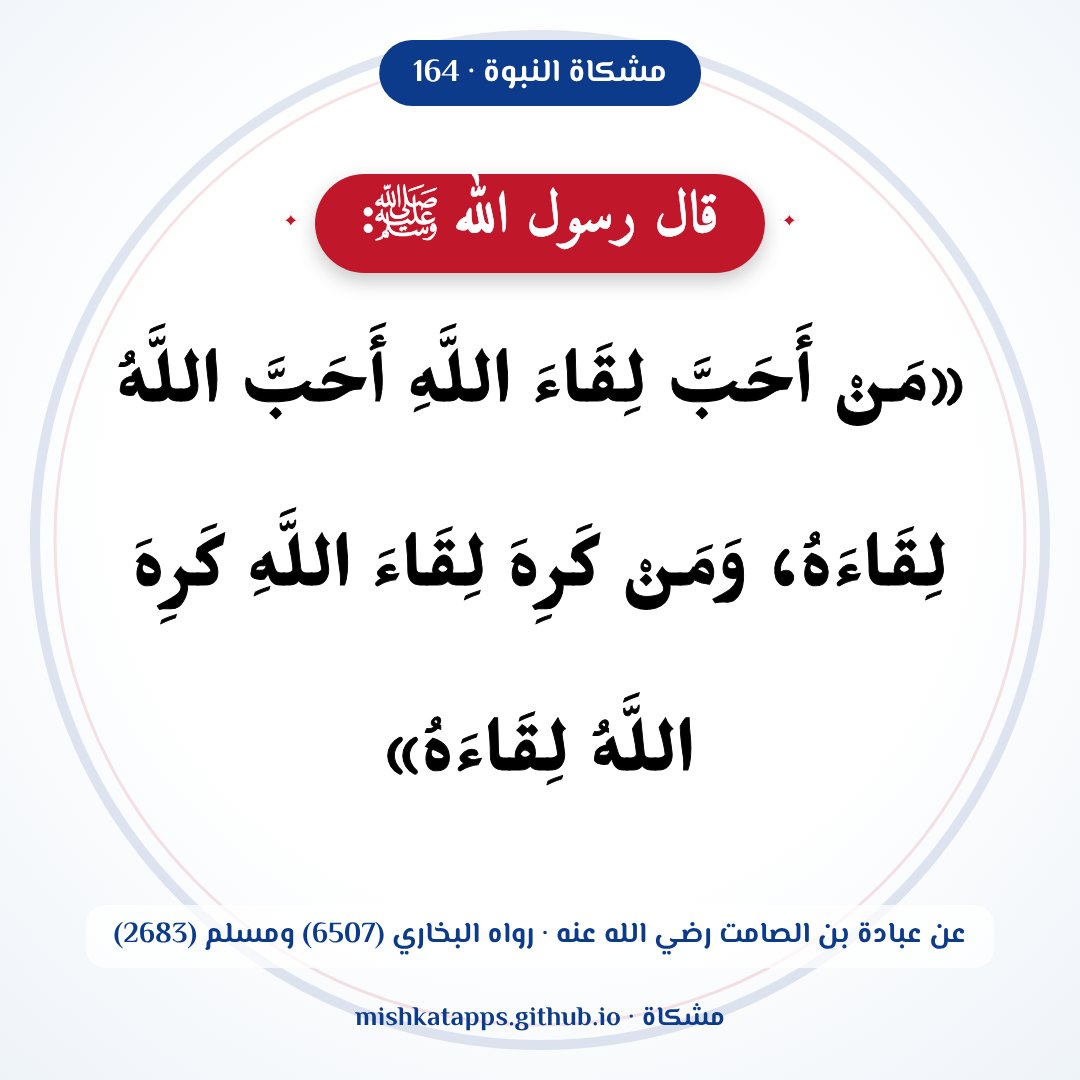 مشكاة النبوة · 164
قال رسول الله ﷺ:
«مَنْ أَحَبَّ لِقَاءَ اللَّهِ أَحَبَّ اللَّهُ
لِقَاءَهُ، وَمَنْ كَرِهَ لِقَاءَ اللَّهِ كَرِهَ
اللَّهُ لِقَاءَهُ»
عن عبادة بن الصامت رضي الله عنه · رواه البخاري (6507) ومسلم (2683)
مشكاة · mishkatapps.github.io